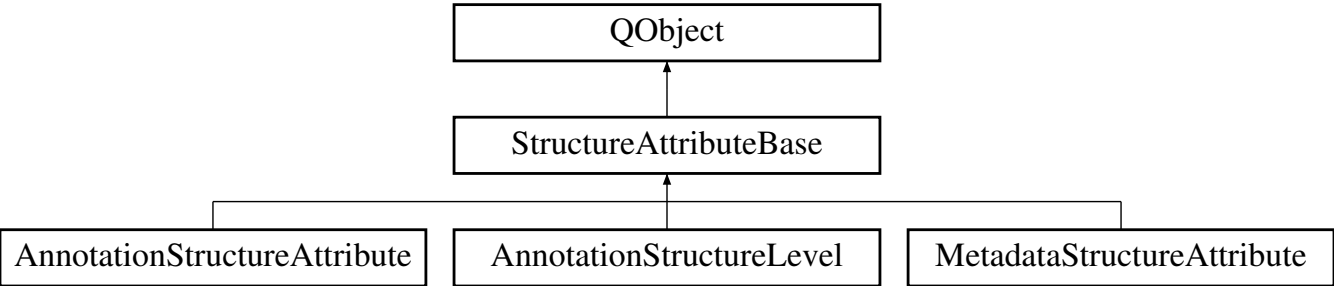 QObject
StructureAttributeBase
AnnotationStructureAttribute
AnnotationStructureLevel
MetadataStructureAttribute